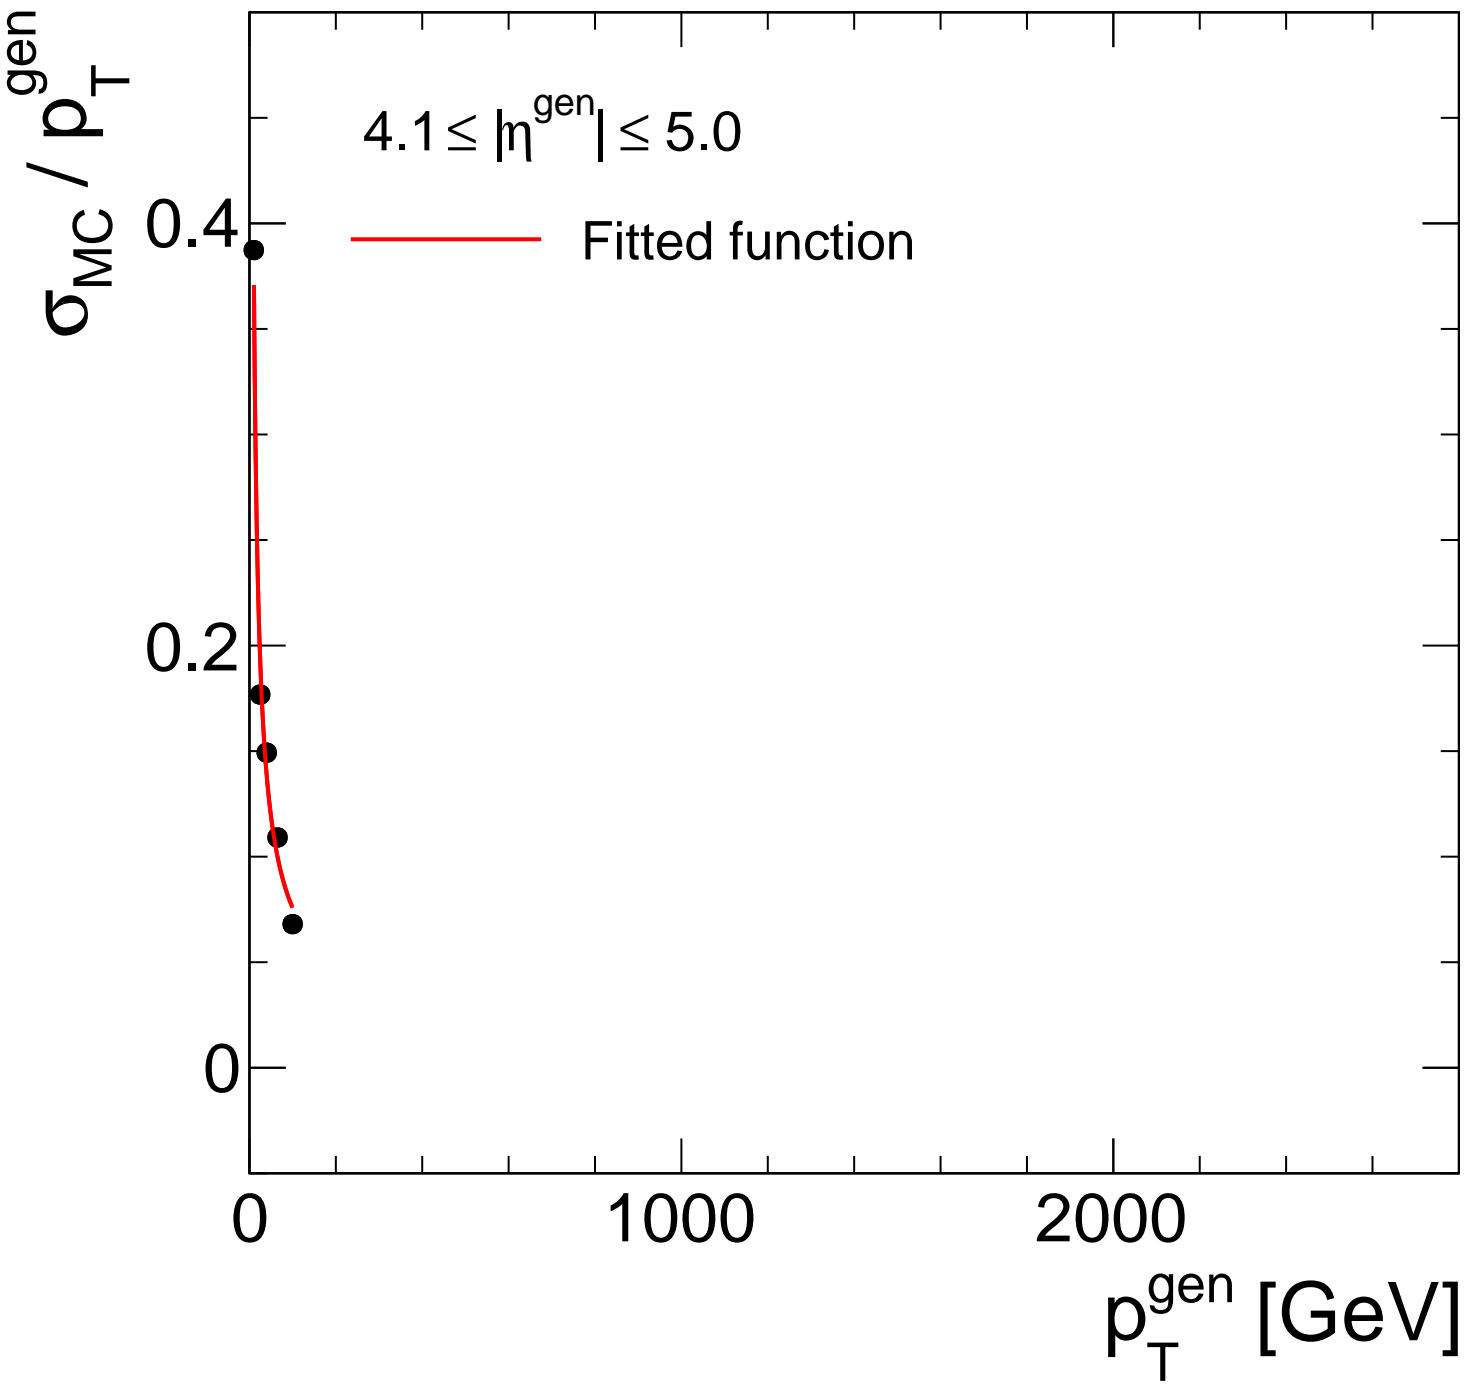 σ_MC / p_T^gen
4.1 ≤ |η^gen| ≤ 5.0
Fitted function
0.4
0.2
0
0 1000 2000
p_T^gen [GeV]